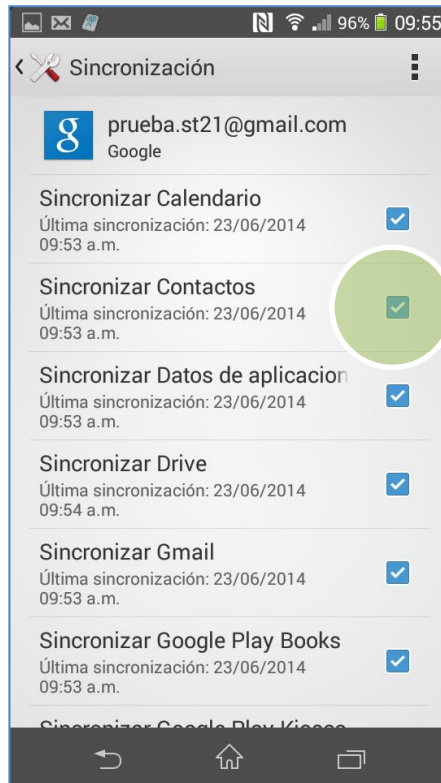 96% 09:55
Sincronización
g prueba.st21@gmail.com
Google
Sincronizar Calendario
Última sincronización: 23/06/2014
09:53 a.m.
Sincronizar Contactos
Última sincronización: 23/06/2014
09:53 a.m.
Sincronizar Datos de aplicacion
Última sincronización: 23/06/2014
09:53 a.m.
Sincronizar Drive
Última sincronización: 23/06/2014
09:54 a.m.
Sincronizar Gmail
Última sincronización: 23/06/2014
09:53 a.m.
Sincronizar Google Play Books
Última sincronización: 23/06/2014
09:53 a.m.
Sincronizar Google Play